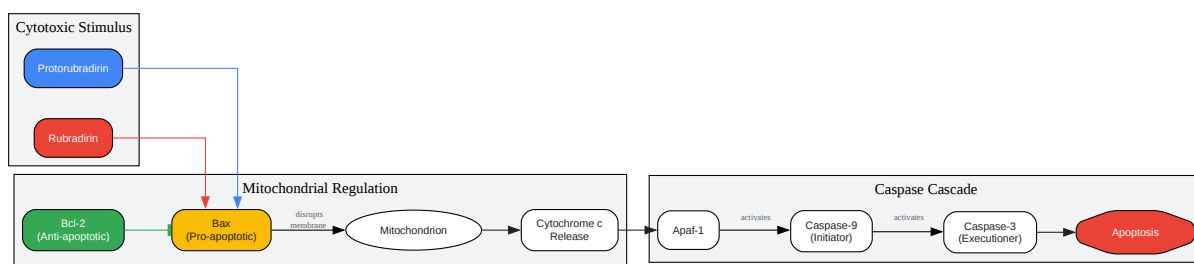 Cytotoxic Stimulus
Protorubradirin
Rubradirin
Mitochondrial Regulation
Bcl-2
(Anti-apoptotic)
Bax
(Pro-apoptotic)
disrupts
membrane
Mitochondrion
Cytochrome c
Release
Caspase Cascade
Apaf-1
activates
Caspase-9
(Initiator)
activates
Caspase-3
(Executioner)
Apoptosis